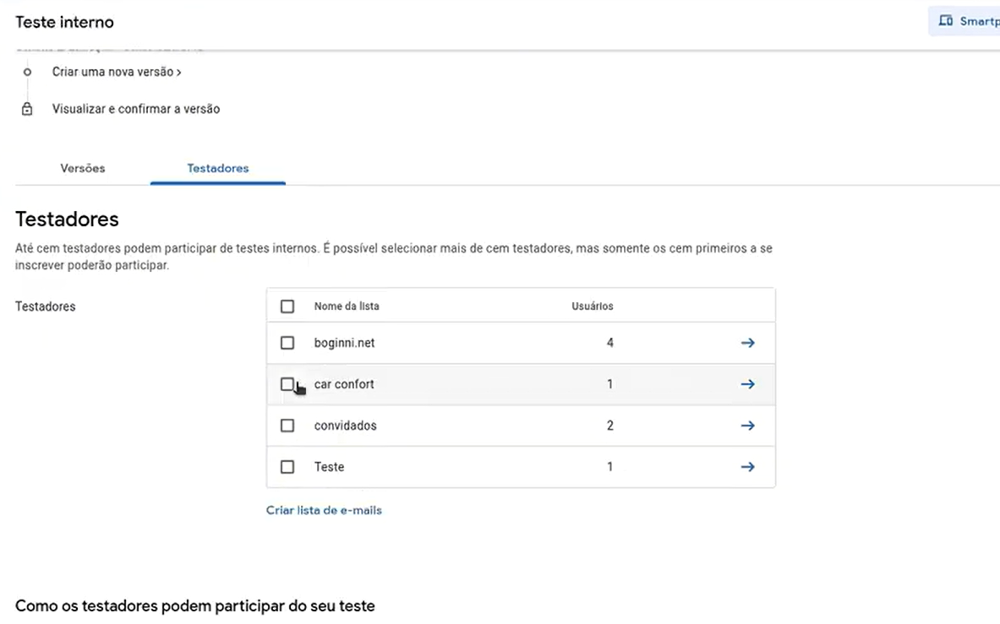 Teste interno
Smartp
Criar uma nova versão >
Visualizar e confirmar a versão
Versões Testadores
Testadores
Até cem testadores podem participar de testes internos. É possível selecionar mais de cem testadores, mas somente os cem primeiros a se
inscrever poderão participar.
Testadores
Nome da lista Usuários
boginni.net 4
car confort 1
convidados 2
Teste 1
Criar lista de e-mails
Como os testadores podem participar do seu teste